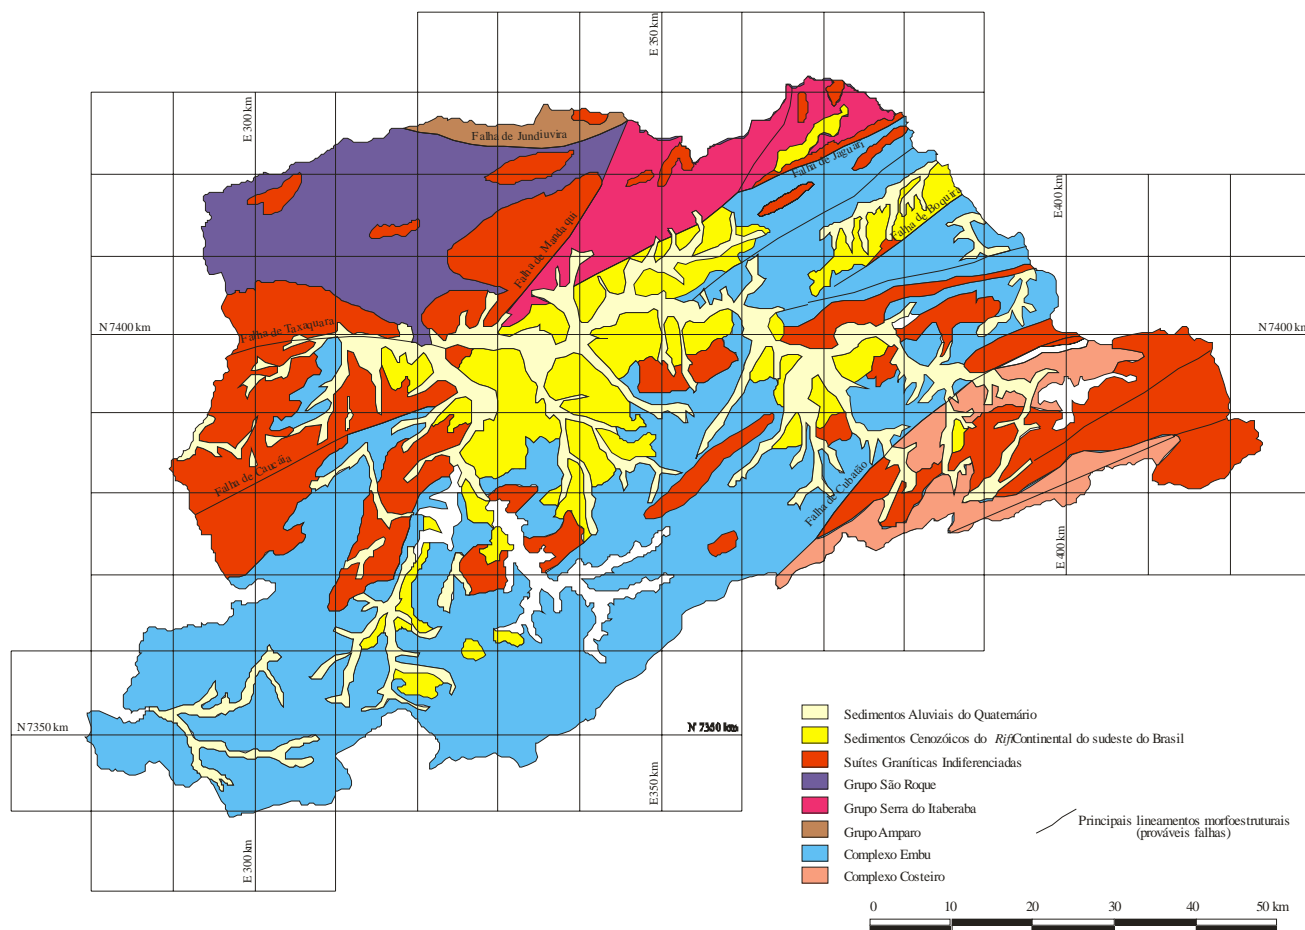 E 350 km
E 300 km
Falha de Jundiuvira
Falha de Jaguari
E 400 km
Falha de Boquira
Falha de Mandaqui
N 7400 km
Falha de Taxaquara
N 7400 km
Falha de Caucaia
Falha de Cubatão
E 400 km
N 7350 km
N 7350 km
E 350 km
E 300 km
Sedimentos Aluviais do Quaternário
Sedimentos Cenozóicos do Rift Continental do sudeste do Brasil
Suítes Graníticas Indiferenciadas
Grupo São Roque
Grupo Serra do Itaberaba
Grupo Amparo
Complexo Embu
Complexo Costeiro
Principais lineamentos morfoestruturais
(prováveis falhas)
0 10 20 30 40 50 km